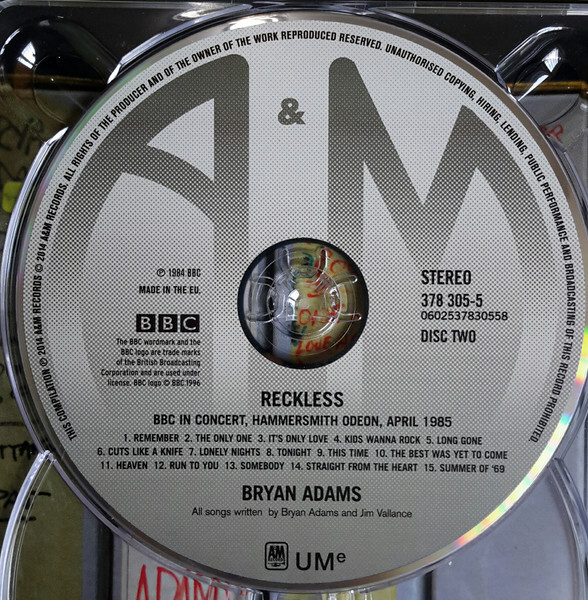 THIS COMPILATION ℗ 2014 A&M RECORDS © 2014 A&M RECORDS. ALL RIGHTS OF THE PRODUCER AND OF THE OWNER OF THE WORK REPRODUCED RESERVED. UNAUTHORISED COPYING, HIRING, LENDING, PUBLIC PERFORMANCE AND BROADCASTING OF THIS RECORD PROHIBITED.
A & M
℗ 1984 BBC
MADE IN THE EU.
BBC
The BBC wordmark and the
BBC logo are trade marks
of the British Broadcasting
Corporation and are used under
license. BBC logo © BBC 1996
STEREO
378 305-5
0602537830558
DISC TWO
LOVE
RECKLESS
BBC IN CONCERT, HAMMERSMITH ODEON, APRIL 1985
1. REMEMBER 2. THE ONLY ONE 3. IT'S ONLY LOVE 4. KIDS WANNA ROCK 5. LONG GONE
6. CUTS LIKE A KNIFE 7. LONELY NIGHTS 8. TONIGHT 9. THIS TIME 10. THE BEST WAS YET TO COME
11. HEAVEN 12. RUN TO YOU 13. SOMEBODY 14. STRAIGHT FROM THE HEART 15. SUMMER OF '69
BRYAN ADAMS
All songs written by Bryan Adams and Jim Vallance
A&M RECORDS UMe
ADAM